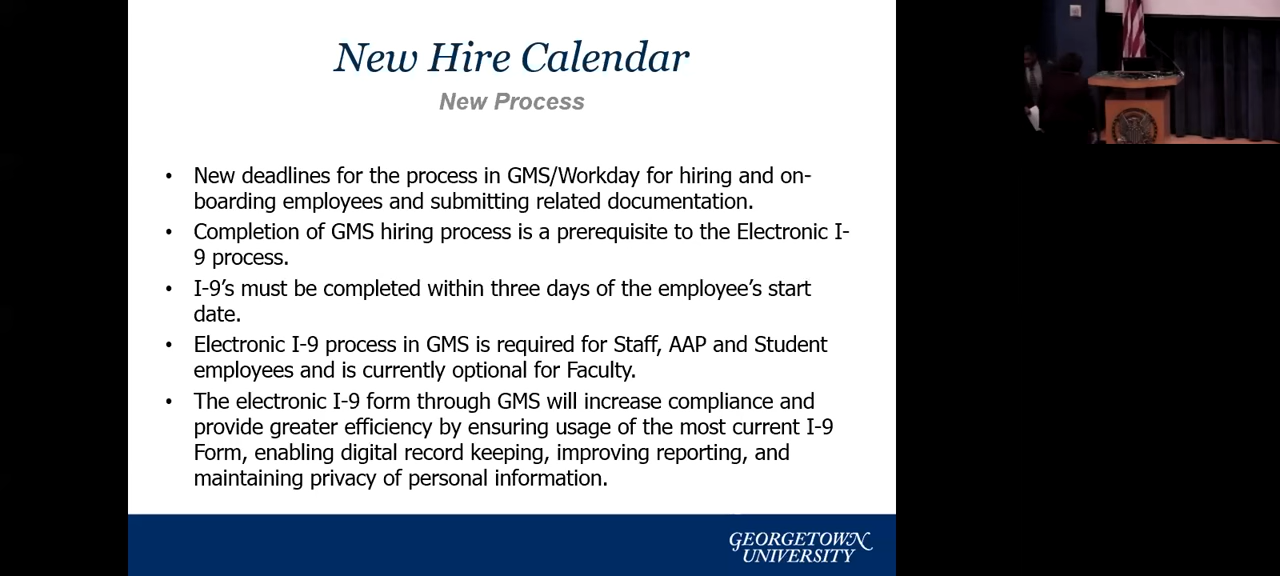 New Hire Calendar
New Process
• New deadlines for the process in GMS/Workday for hiring and on-
boarding employees and submitting related documentation.
• Completion of GMS hiring process is a prerequisite to the Electronic I-
9 process.
• I-9’s must be completed within three days of the employee’s start
date.
• Electronic I-9 process in GMS is required for Staff, AAP and Student
employees and is currently optional for Faculty.
• The electronic I-9 form through GMS will increase compliance and
provide greater efficiency by ensuring usage of the most current I-9
Form, enabling digital record keeping, improving reporting, and
maintaining privacy of personal information.
GEORGETOWN
UNIVERSITY